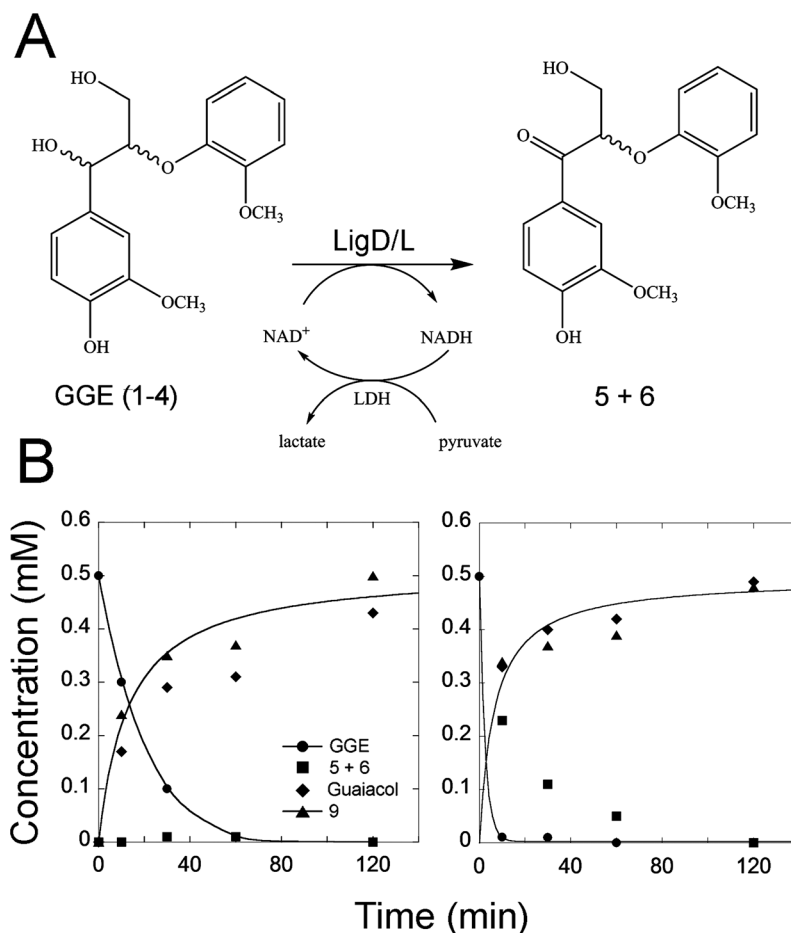 A
HO
HO
O
OCH3
OCH3
OH
GGE (1-4)
LigD/L
NAD+
NADH
LDH
lactate
pyruvate
HO
O
O
OCH3
OCH3
OH
5 + 6
B
Concentration (mM)
0.6
0.5
0.4
0.3
0.2
0.1
0
0
40
80
120
GGE
5 + 6
Guaiacol
9
0.6
0.5
0.4
0.3
0.2
0.1
0
0
40
80
120
Time (min)